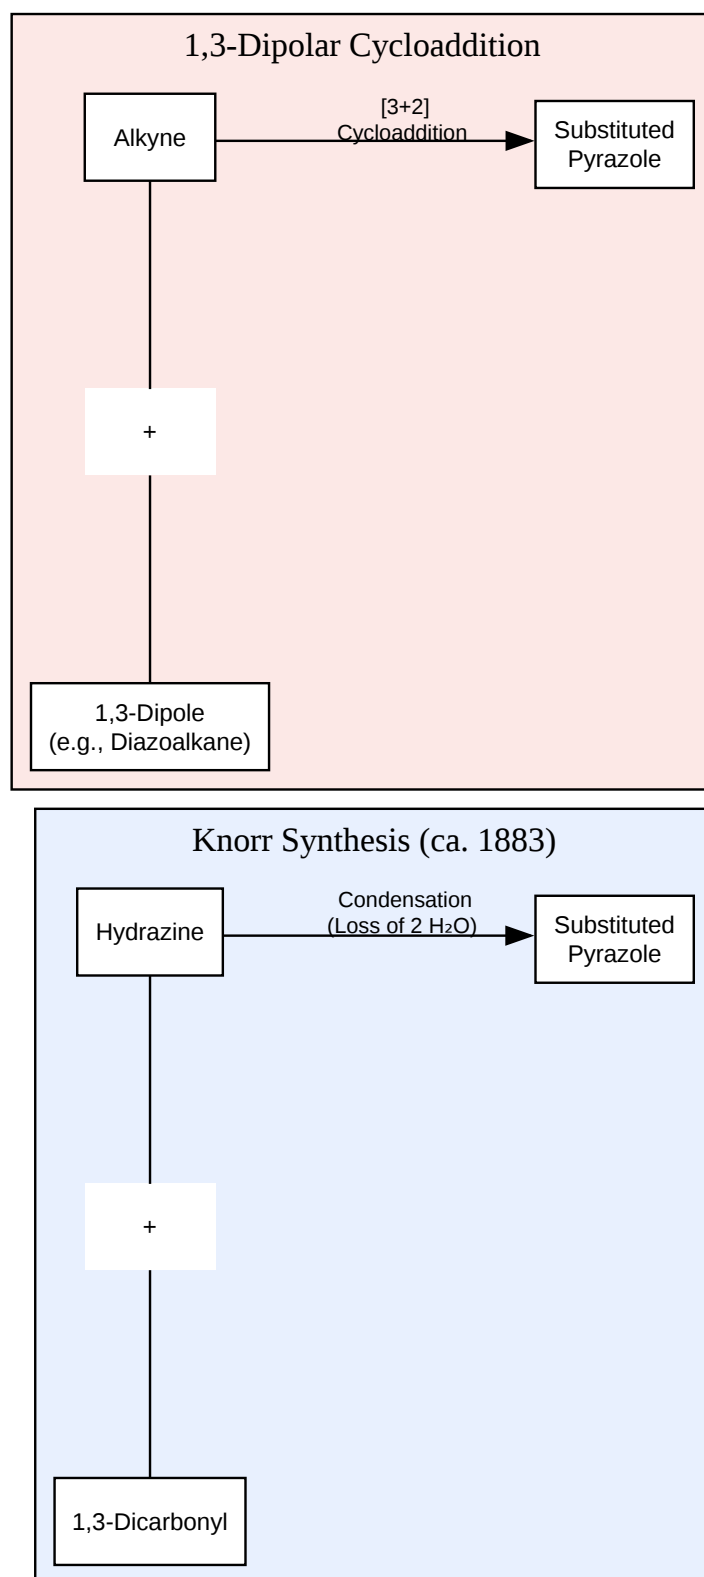 1,3-Dipolar Cycloaddition
Alkyne
[3+2]
Cycloaddition
Substituted
Pyrazole
+
1,3-Dipole
(e.g., Diazoalkane)
Knorr Synthesis (ca. 1883)
Hydrazine
Condensation
(Loss of 2 H₂O)
Substituted
Pyrazole
+
1,3-Dicarbonyl